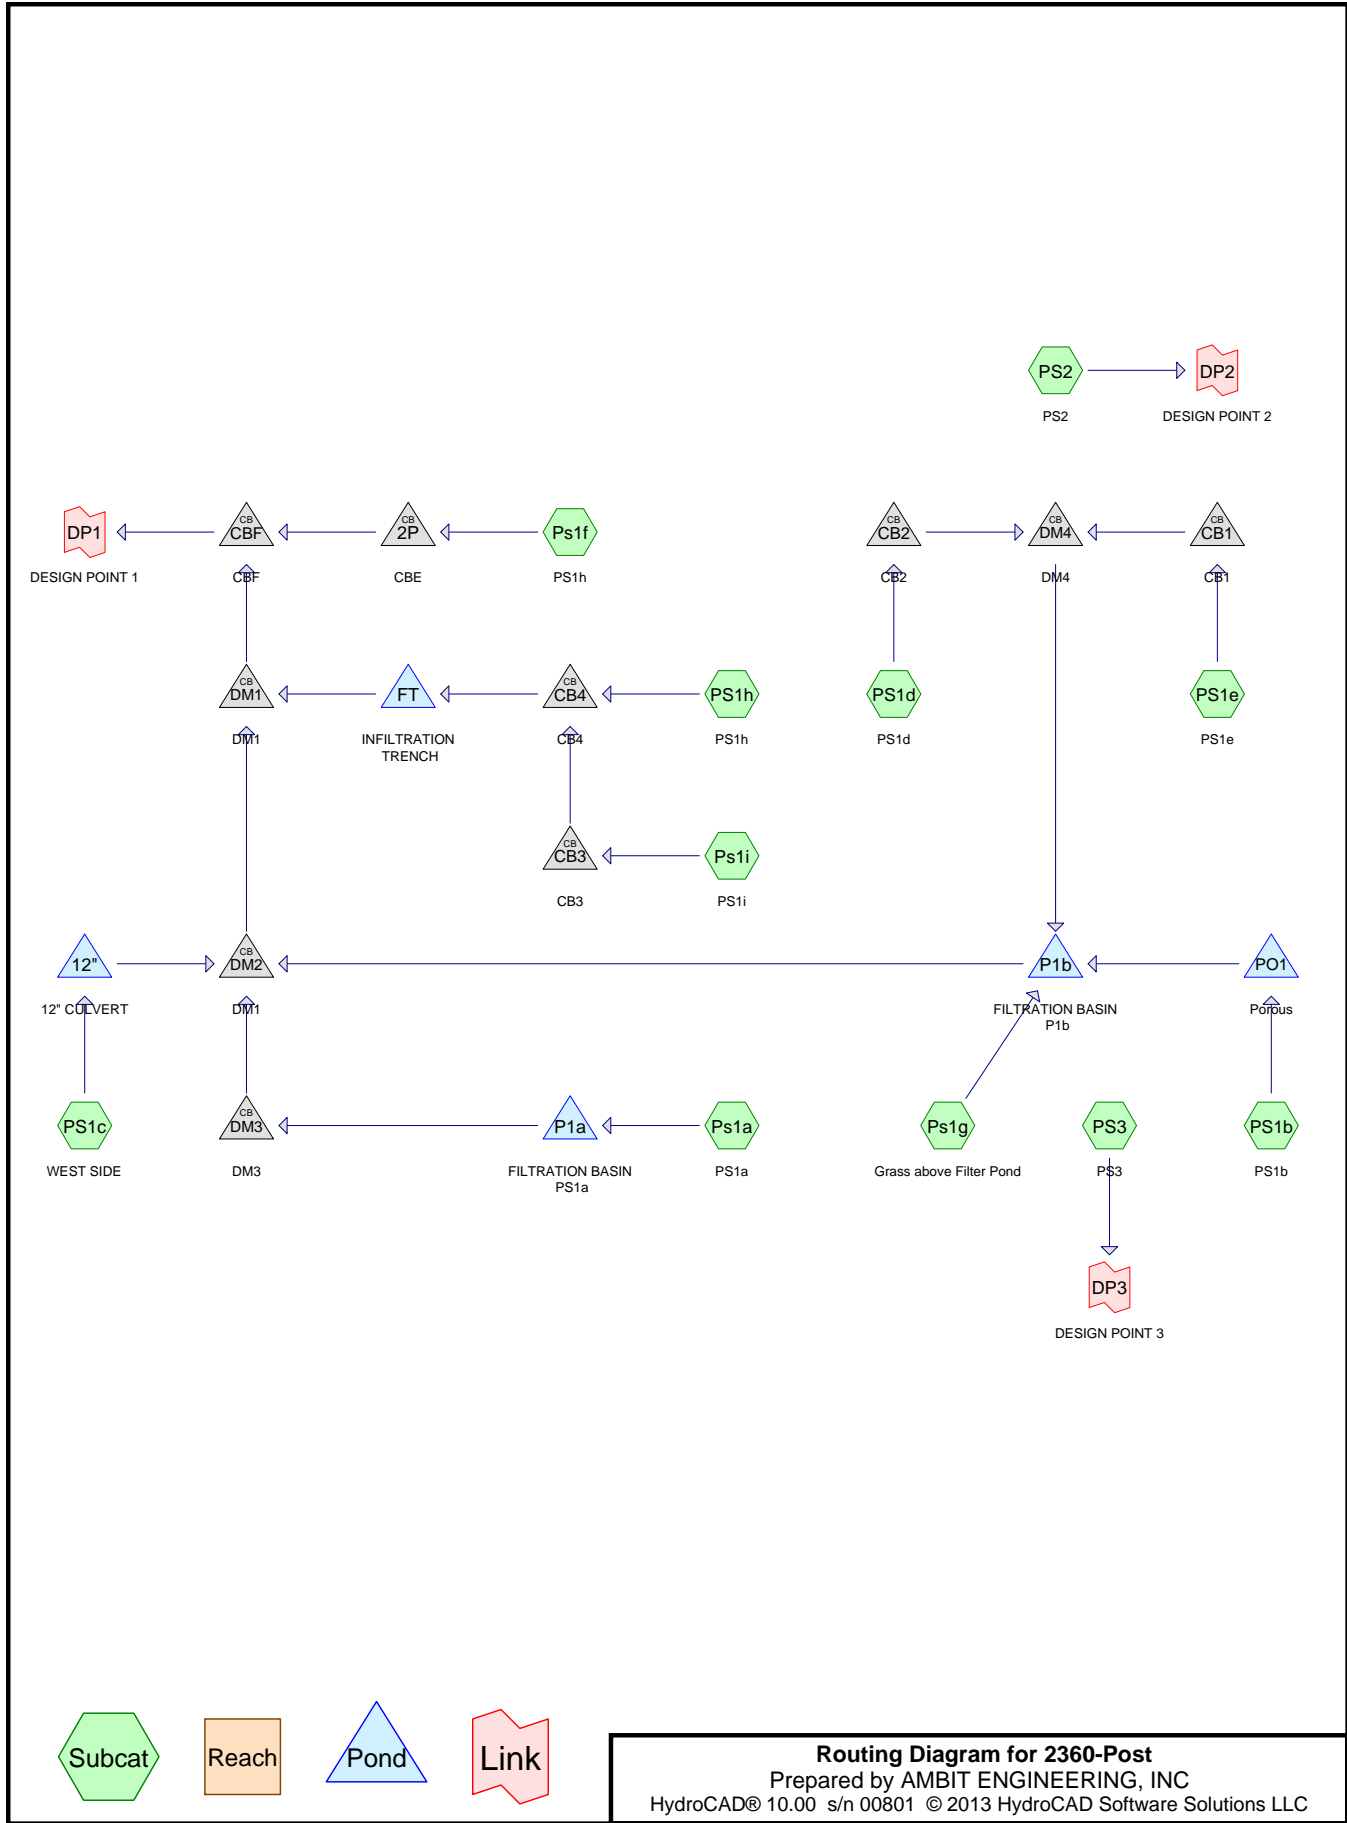 PS2
DP2
PS2
DESIGN POINT 2
DP1
CB
CBF
CB
2P
Ps1f
CB
CB2
CB
DM4
CB
CB1
DESIGN POINT 1
CBF
CBE
PS1h
CB2
DM4
CB1
CB
DM1
FT
CB
CB4
PS1h
PS1d
PS1e
DM1
INFILTRATION
TRENCH
CB4
PS1h
PS1d
PS1e
CB
CB3
Ps1i
CB3
PS1i
12"
CB
DM2
P1b
PO1
12" CULVERT
DM1
FILTRATION BASIN
P1b
Porous
PS1c
CB
DM3
P1a
Ps1a
Ps1g
PS3
PS1b
WEST SIDE
DM3
FILTRATION BASIN
PS1a
PS1a
Grass above Filter Pond
PS3
PS1b
DP3
DESIGN POINT 3
Subcat
Reach
Pond
Link
Routing Diagram for 2360-Post
Prepared by AMBIT ENGINEERING, INC
HydroCAD® 10.00 s/n 00801 © 2013 HydroCAD Software Solutions LLC